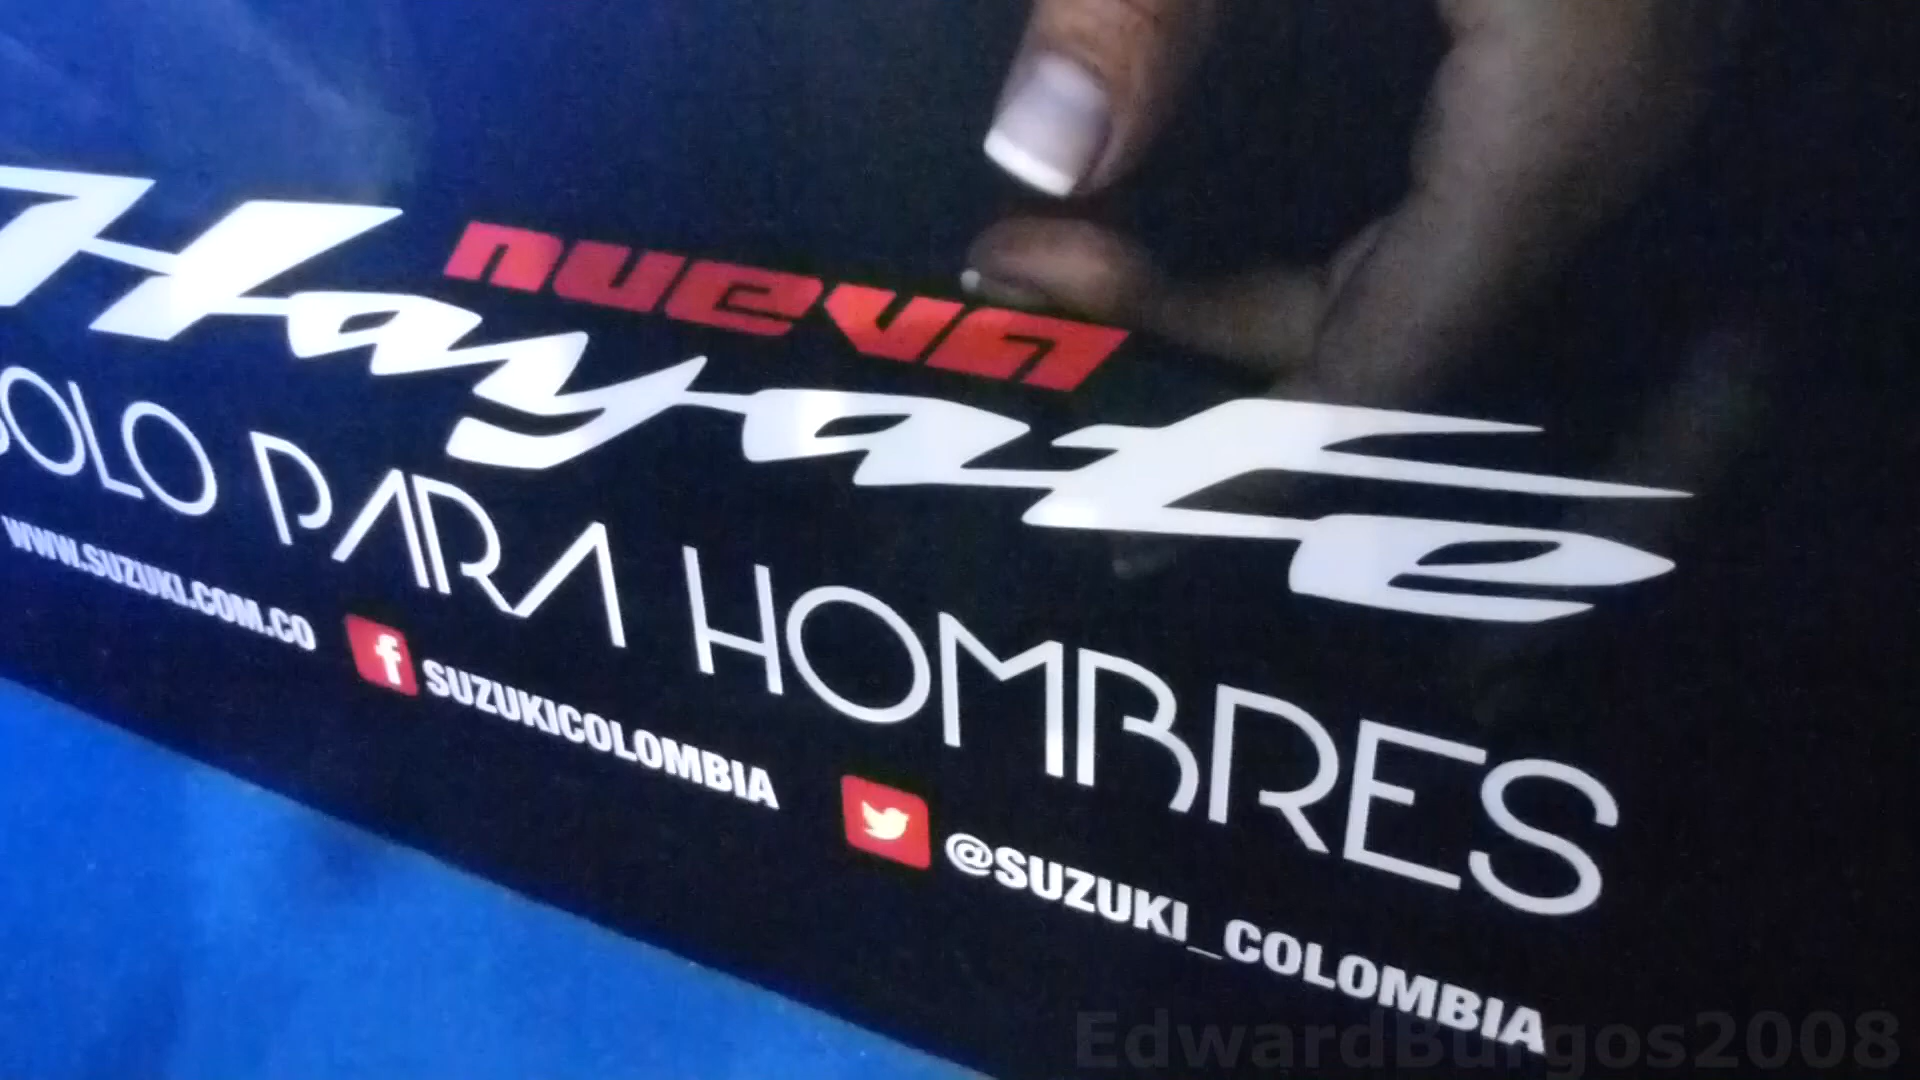 nueva
Hayate
SOLO PARA HOMBRES
WWW.SUZUKI.COM.CO
f SUZUKICOLOMBIA
@SUZUKI_COLOMBIA
EdwardBurgos2008